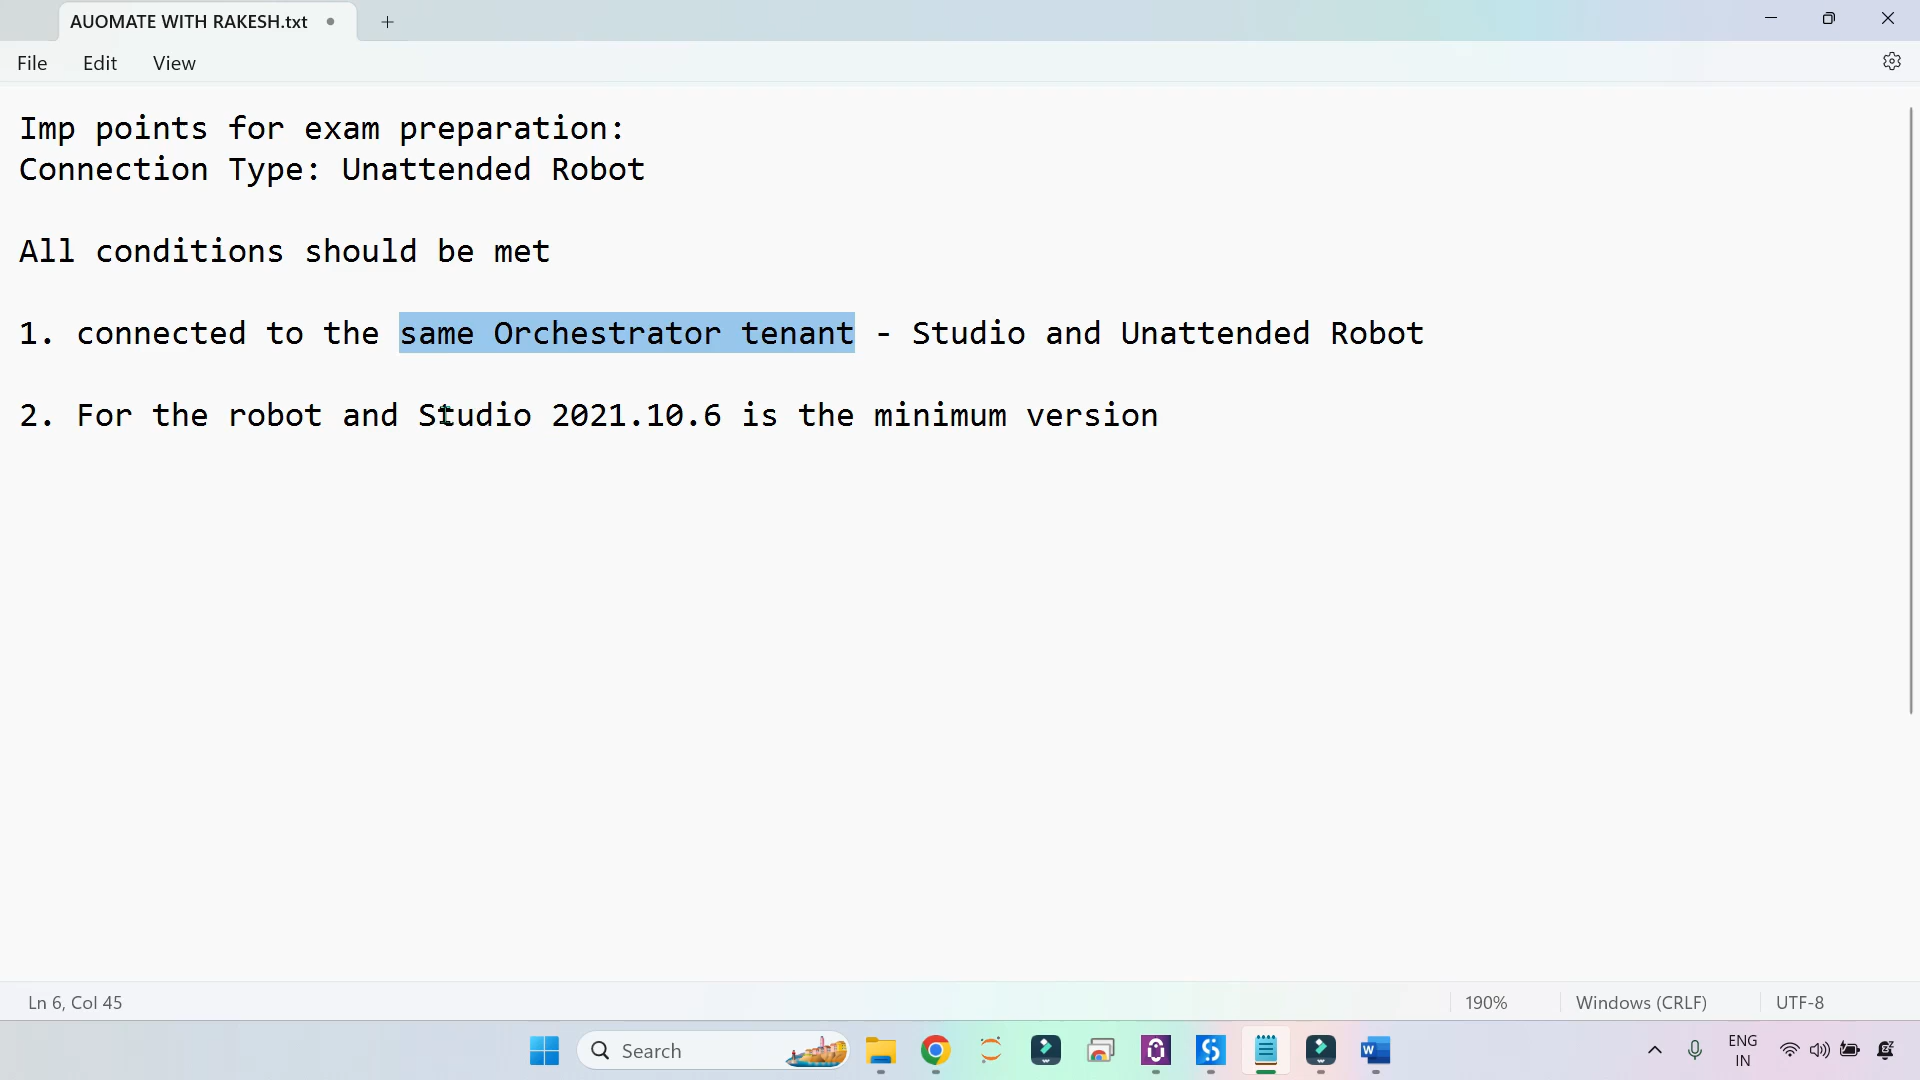 AUOMATE WITH RAKESH.txt
File Edit View
Imp points for exam preparation:
Connection Type: Unattended Robot
All conditions should be met
1. connected to the same Orchestrator tenant - Studio and Unattended Robot
2. For the robot and Studio 2021.10.6 is the minimum version
Ln 6, Col 45 190% Windows (CRLF) UTF-8
Search ENG
IN